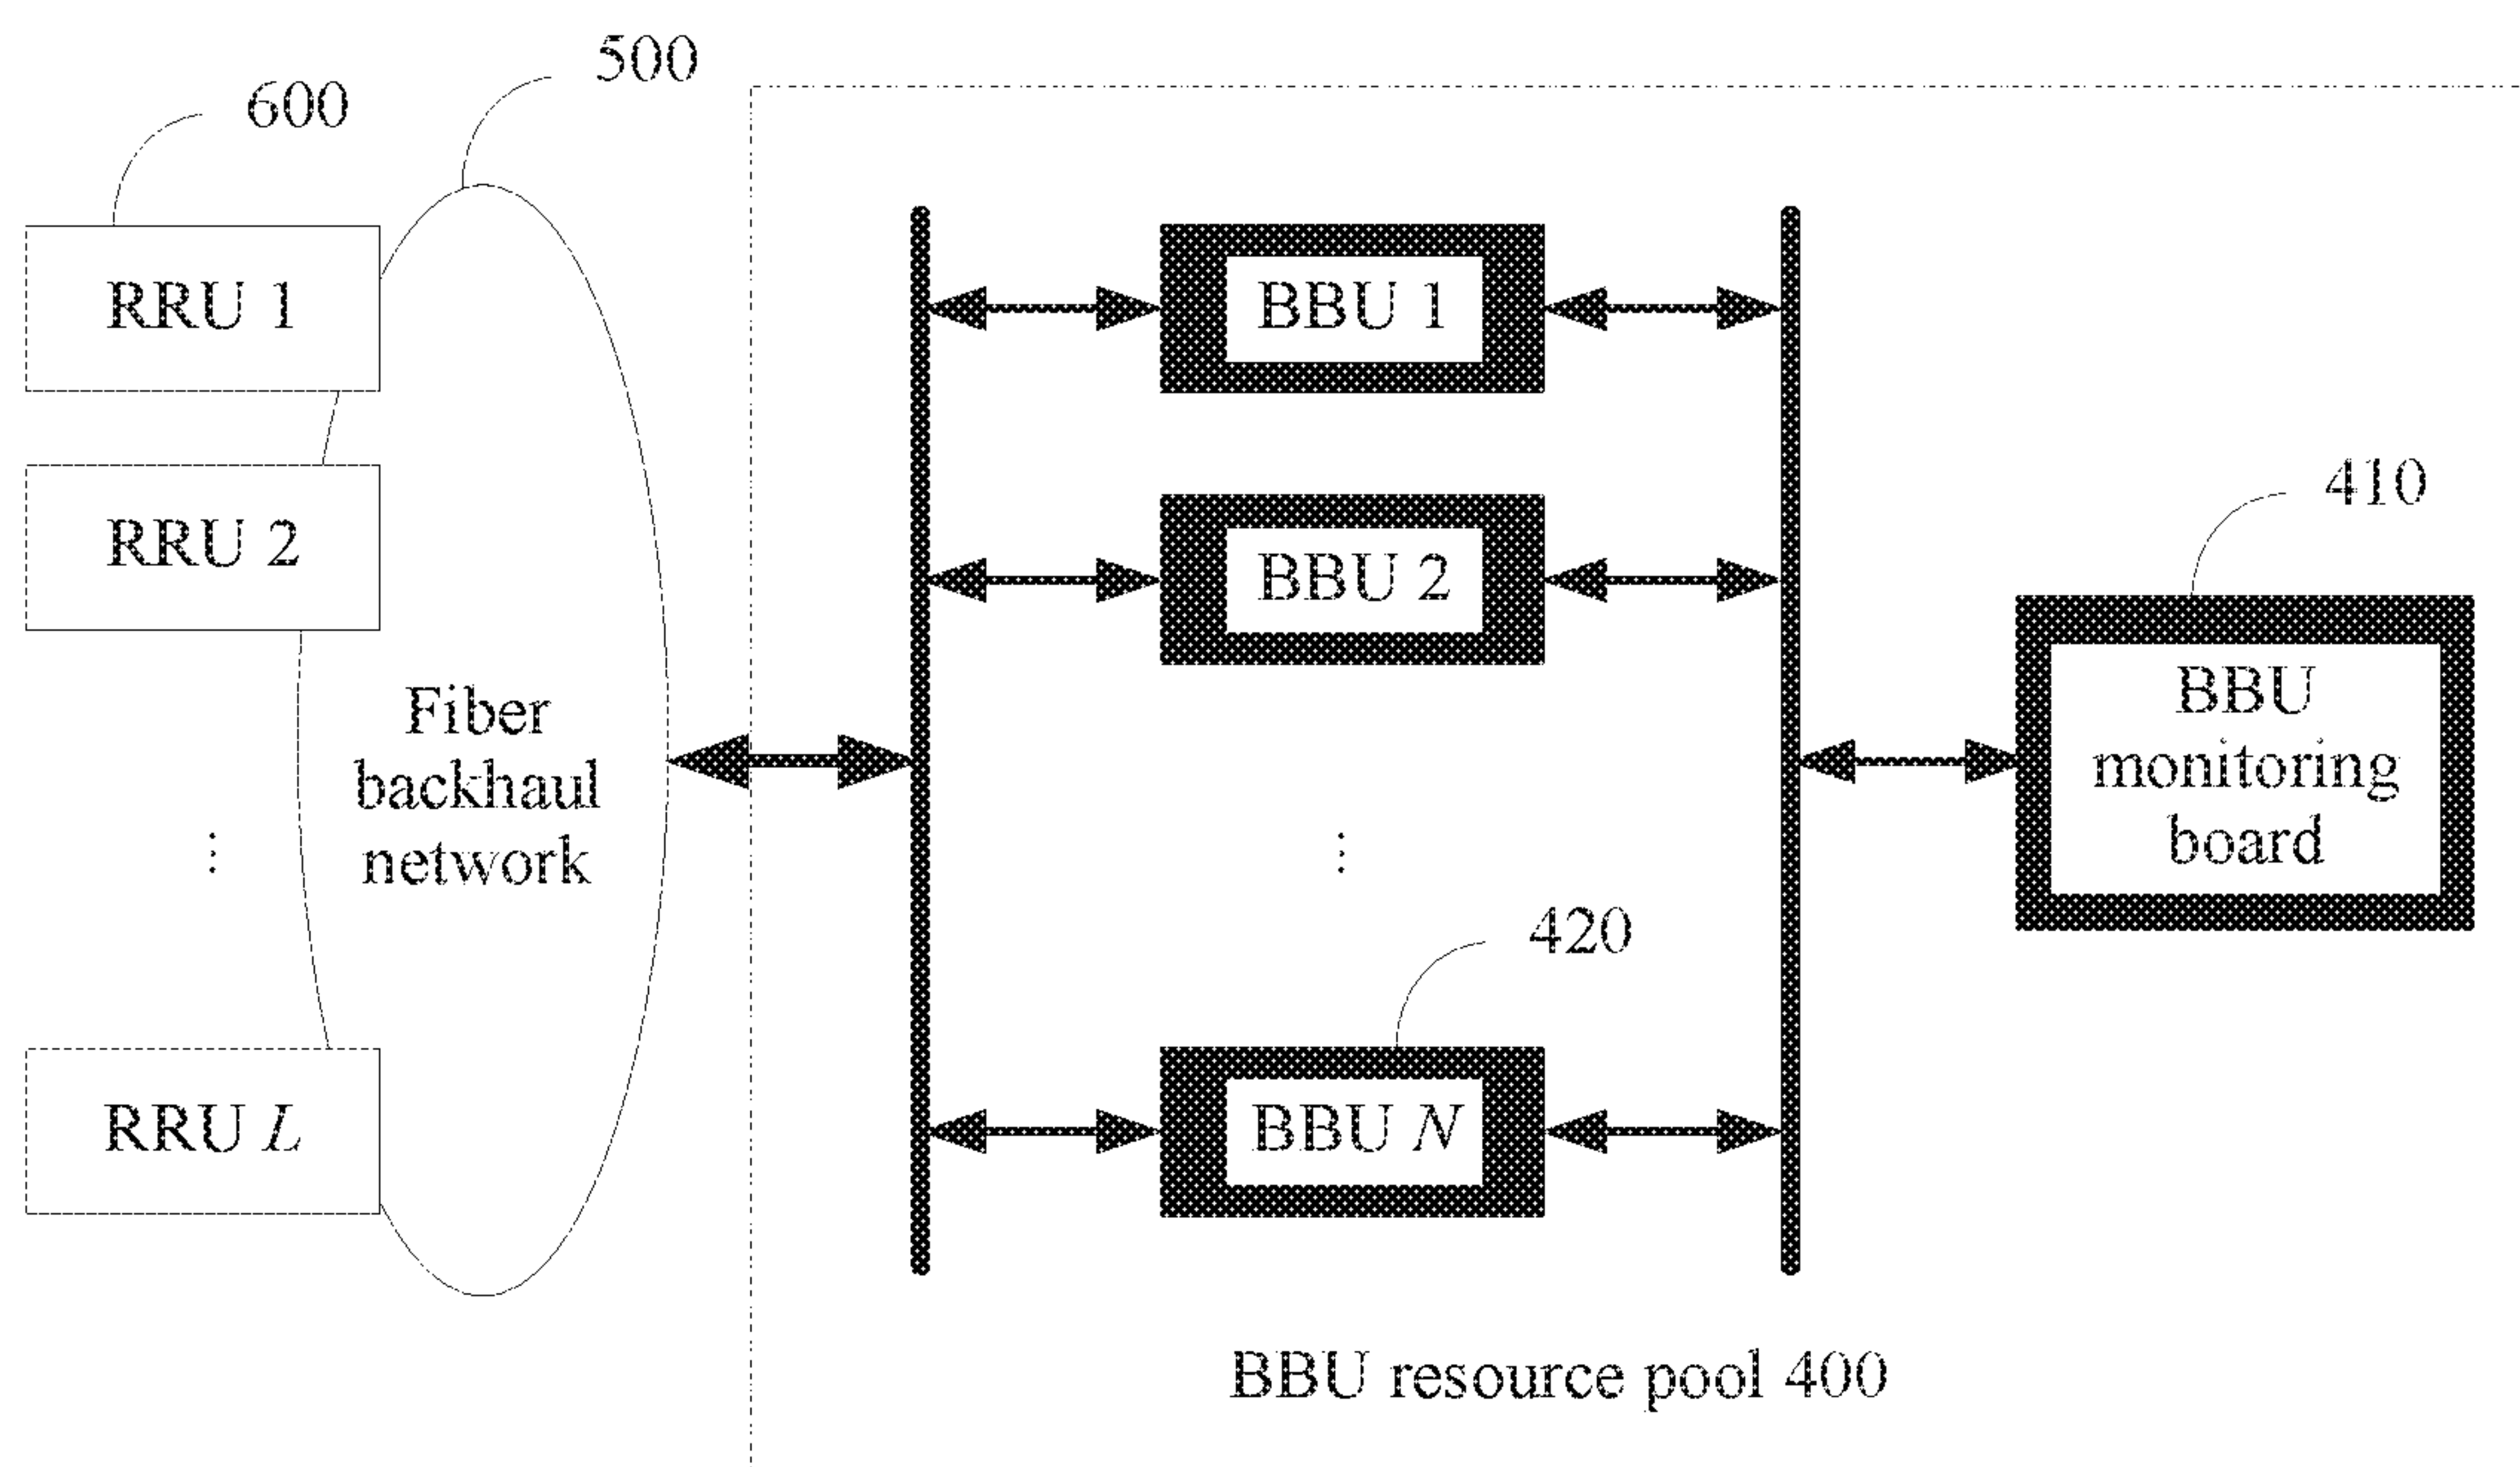 500
600
RRU 1
BBU 1
RRU 2
BBU 2
410
Fiber
backhaul
network
BBU
monitoring
board
⋮
⋮
420
RRU L
BBU N
BBU resource pool 400